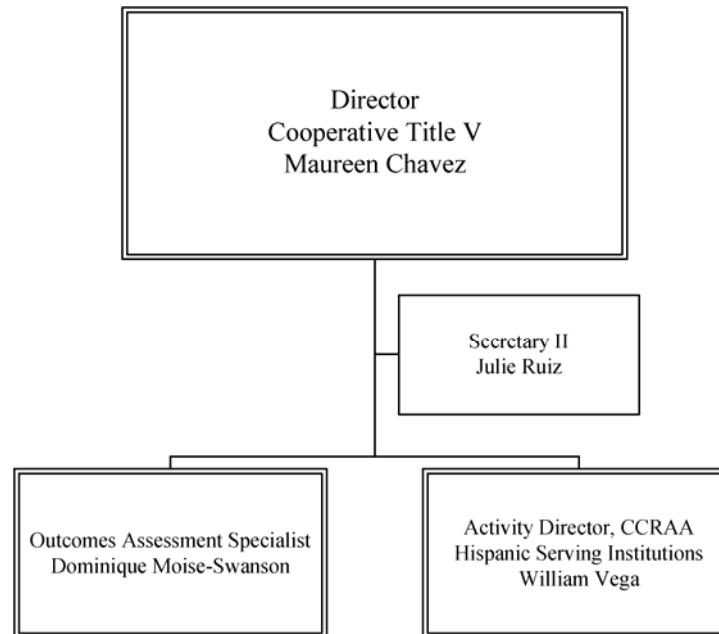 Director
Cooperative Title V
Maureen Chavez
Secretary II
Julie Ruiz
Outcomes Assessment Specialist
Dominique Moise-Swanson
Activity Director, CCRAA
Hispanic Serving Institutions
William Vega